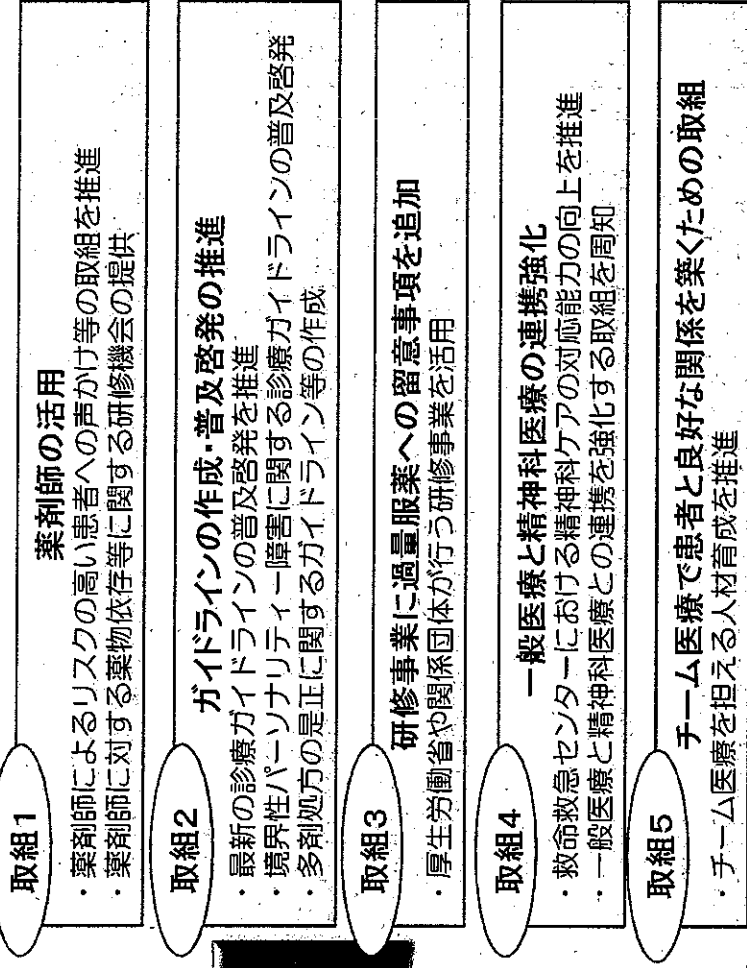 取組1
薬剤師の活用
・薬剤師によるリスクの高い患者への声かけ等の取組を推進
・薬剤師に対する薬物依存等に関する研修機会の提供
取組2
ガイドラインの作成・普及啓発の推進
・最新の診療ガイドラインの普及啓発を推進
・境界性パーソナリティー障害に関する診療ガイドラインの普及啓発
・多剤処方の是正に関するガイドライン等の作成
取組3
研修事業に過量服薬への留意事項を追加
・厚生労働省や関係団体が行う研修事業を活用
取組4
一般医療と精神科医療の連携強化
・救命救急センターにおける精神科ケアの対応能力の向上を推進
・一般医療と精神科医療との連携を強化する取組を周知
取組5
チーム医療で患者と良好な関係を築くための取組
・チーム医療を担える人材育成を推進